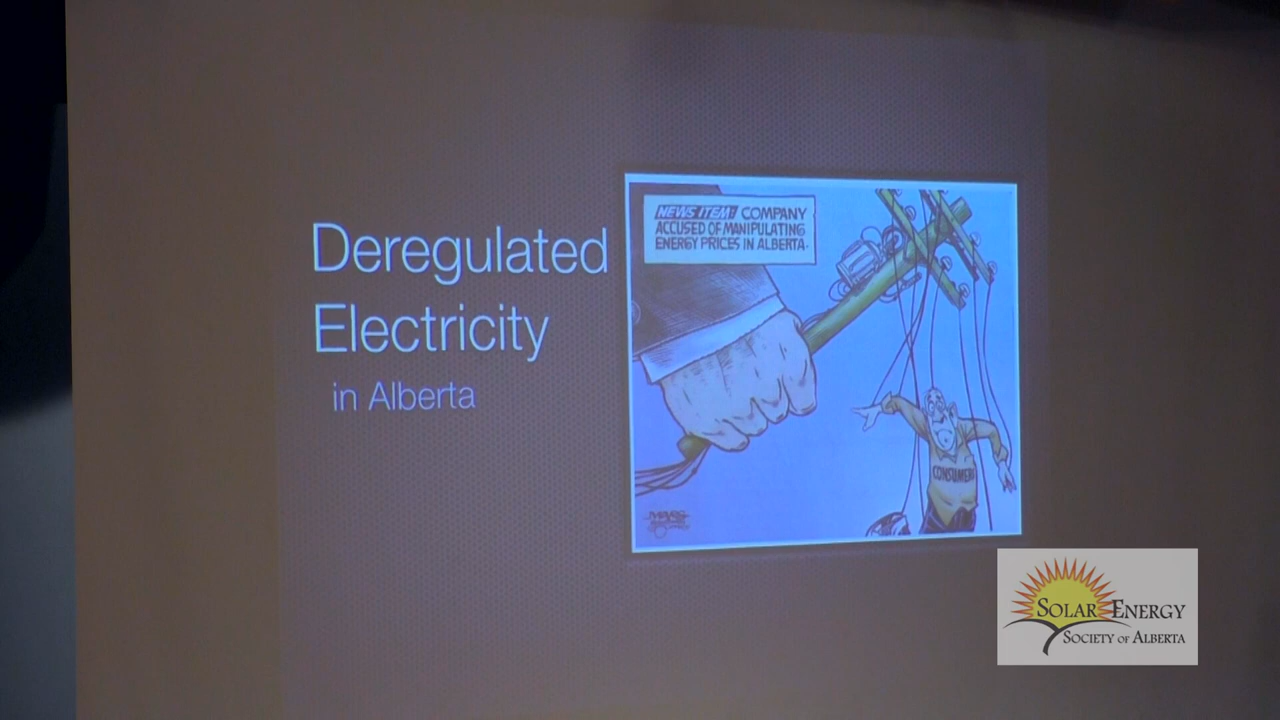 Deregulated
Electricity
in Alberta
NEWS ITEM: COMPANY
ACCUSED OF MANIPULATING
ENERGY PRICES IN ALBERTA.
CONSUMERS
SOLAR ENERGY
SOCIETY OF ALBERTA